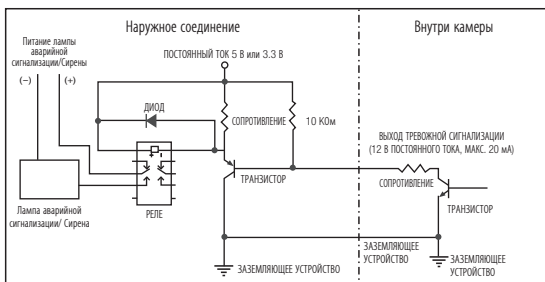 Наружное соединение
Внутри камеры
Питание лампы
аварийной
сигнализации/Сирены
(–)
(+)
ПОСТОЯННЫЙ ТОК 5 В или 3.3 В
ДИОД
СОПРОТИВЛЕНИЕ
10 КОм
ВЫХОД ТРЕВОЖНОЙ СИГНАЛИЗАЦИИ
(12 В ПОСТОЯННОГО ТОКА, МАКС. 20 мА)
+
-
ТРАНЗИСТОР
СОПРОТИВЛЕНИЕ
ТРАНЗИСТОР
Лампа аварийной
сигнализации/ Сирена
РЕЛЕ
ЗАЗЕМЛЯЮЩЕЕ УСТРОЙСТВО
ЗАЗЕМЛЯЮЩЕЕ
УСТРОЙСТВО
ЗАЗЕМЛЯЮЩЕЕ
УСТРОЙСТВО